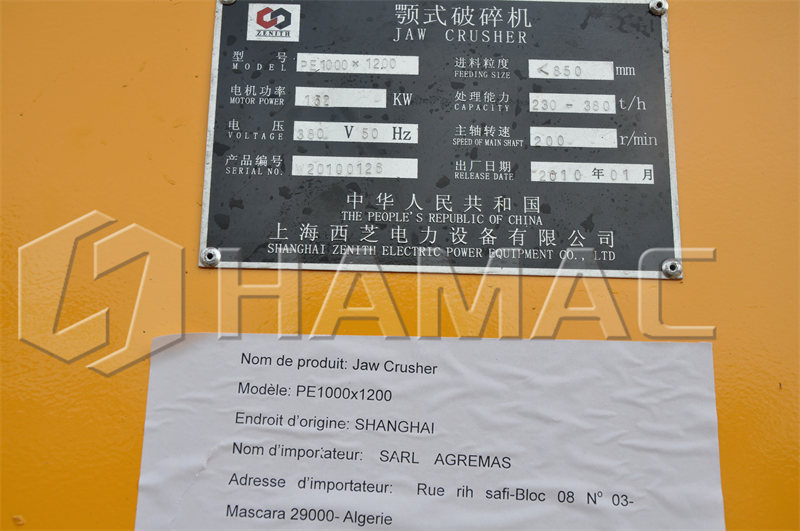 ZENITH
颚式破碎机
JAW CRUSHER
型 号 PE1000×1200
MODEL
进料粒度 <850 mm
FEEDING SIZE
电机功率 132 KW
MOTOR POWER
处理能力 230-380 t/h
CAPACITY
电 压 380 V 50 Hz
VOLTAGE
主轴转速 200 r/min
SPEED OF MAIN SHAFT
产品编号
SERIAL NO.
出厂日期 2010 年 01 月
RELEASE DATE
中华人民共和国
THE PEOPLE'S REPUBLIC OF CHINA
上海西芝电力设备有限公司
SHANGHAI ZENITH ELECTRIC POWER EQUIPMENT CO., LTD
HAMAC
Nom de produit: Jaw Crusher
Modèle: PE1000x1200
Endroit d'origine: SHANGHAI
Nom d'importateur: SARL AGREMAS
Adresse d'importateur: Rue rih safi-Bloc 08 N° 03-
Mascara 29000- Algerie